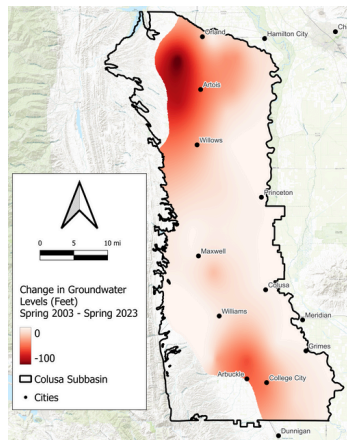 Orland
Hamilton City
Ch
Artois
Willows
Princeton
0 5 10 mi
Maxwell
Change in Groundwater
Levels (Feet)
Spring 2003 - Spring 2023
0
-100
Colusa Subbasin
Cities
Colusa
Williams
Meridian
Grimes
Arbuckle
College City
Dunnigan